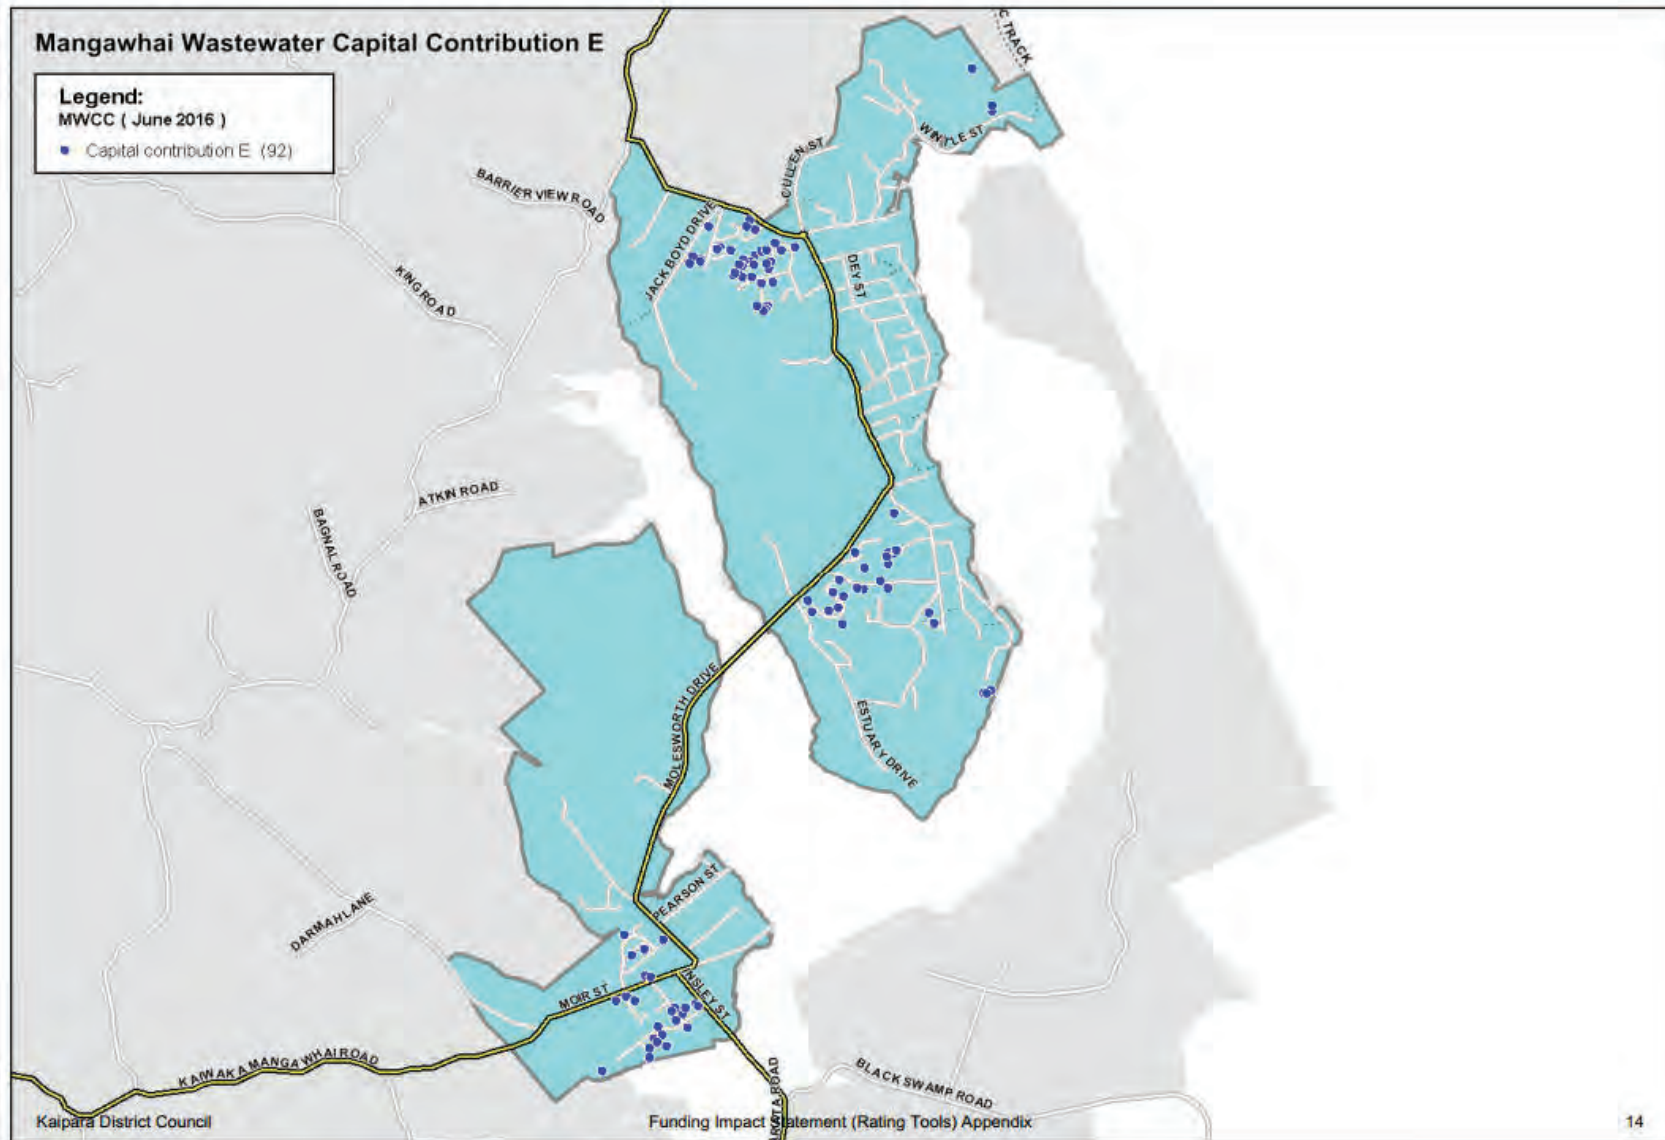 Mangawhai Wastewater Capital Contribution E
Legend:
MWCC ( June 2016 )
Capital contribution E (92)
C TRACK
WINTLE ST
CULLEN ST
BARRIER VIEW ROAD
JACK BOYD DRIVE
KING ROAD
DEY ST
ATKIN ROAD
BAGNAL ROAD
MOLESWORTH DRIVE
ESTUARY DRIVE
PEARSON ST
DARMAH LANE
MOIR ST
INSLEY ST
KAIWAKA MANGAWHAI ROAD
BLACK SWAMP ROAD
ROAD
Kaipara District Council
Funding Impact Statement (Rating Tools) Appendix
14